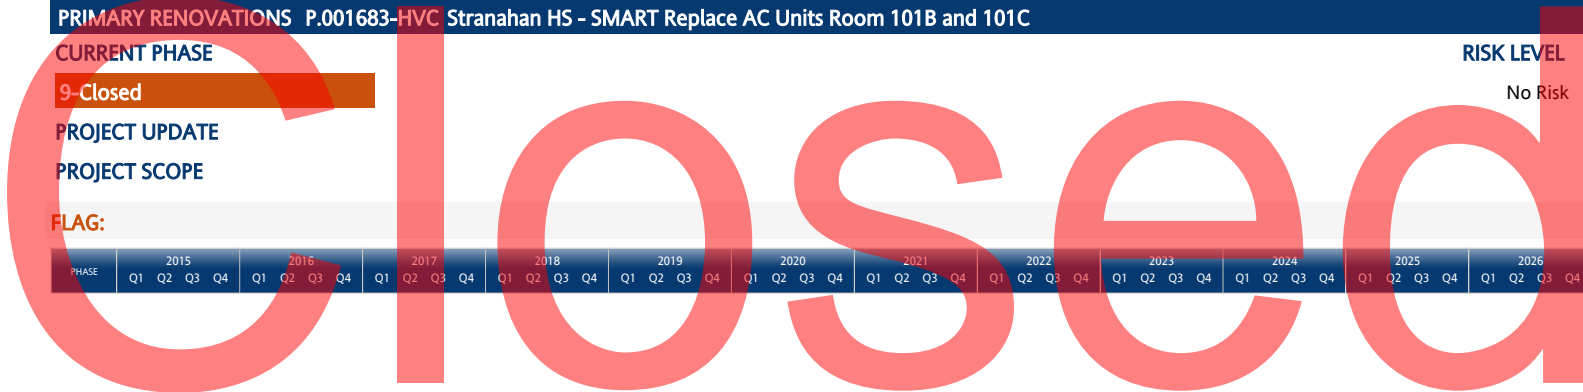 PRIMARY RENOVATIONS P.001683-HVC Stranahan HS - SMART Replace AC Units Room 101B and 101C
CURRENT PHASE RISK LEVEL
9-Closed No Risk
PROJECT UPDATE
PROJECT SCOPE
FLAG:
PHASE 2015 2016 2017 2018 2019 2020 2021 2022 2023 2024 2025 2026
Q1 Q2 Q3 Q4 Q1 Q2 Q3 Q4 Q1 Q2 Q3 Q4 Q1 Q2 Q3 Q4 Q1 Q2 Q3 Q4 Q1 Q2 Q3 Q4 Q1 Q2 Q3 Q4 Q1 Q2 Q3 Q4 Q1 Q2 Q3 Q4 Q1 Q2 Q3 Q4 Q1 Q2 Q3 Q4 Q1 Q2 Q3 Q4
Closed